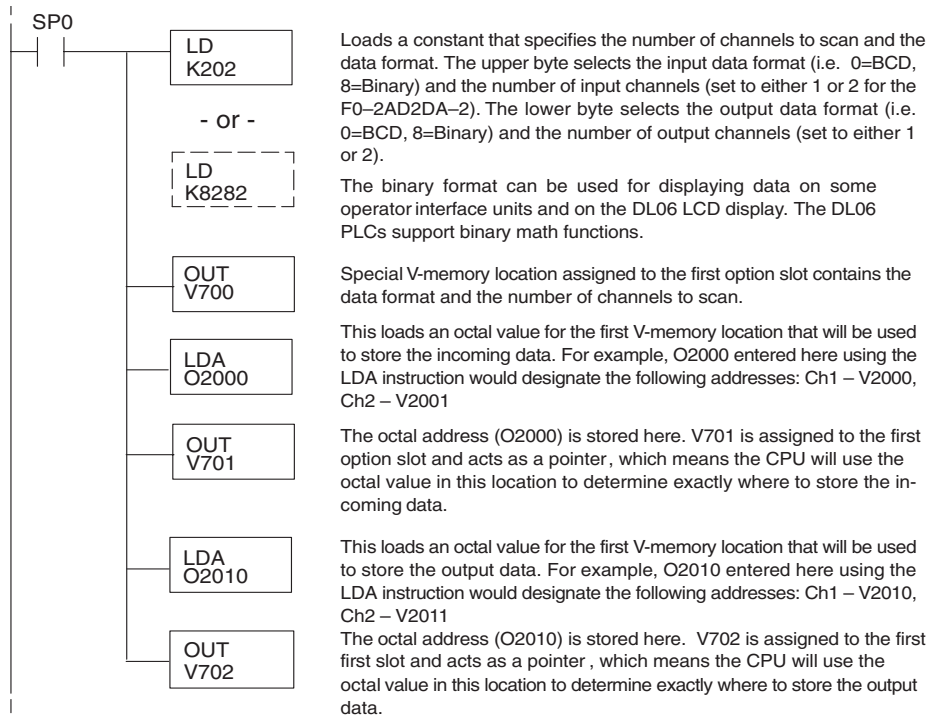 SP0
LD
K202
Loads a constant that specifies the number of channels to scan and the
data format. The upper byte selects the input data format (i.e. 0=BCD,
8=Binary) and the number of input channels (set to either 1 or 2 for the
F0–2AD2DA–2). The lower byte selects the output data format (i.e.
0=BCD, 8=Binary) and the number of output channels (set to either 1
or 2).
- or -
LD
K8282
The binary format can be used for displaying data on some
operator interface units and on the DL06 LCD display. The DL06
PLCs support binary math functions.
OUT
V700
Special V-memory location assigned to the first option slot contains the
data format and the number of channels to scan.
LDA
O2000
This loads an octal value for the first V-memory location that will be used
to store the incoming data. For example, O2000 entered here using the
LDA instruction would designate the following addresses: Ch1 – V2000,
Ch2 – V2001
OUT
V701
The octal address (O2000) is stored here. V701 is assigned to the first
option slot and acts as a pointer, which means the CPU will use the
octal value in this location to determine exactly where to store the in-
coming data.
LDA
O2010
This loads an octal value for the first V-memory location that will be used
to store the output data. For example, O2010 entered here using the
LDA instruction would designate the following addresses: Ch1 – V2010,
Ch2 – V2011
OUT
V702
The octal address (O2010) is stored here. V702 is assigned to the first
first slot and acts as a pointer , which means the CPU will use the
octal value in this location to determine exactly where to store the output
data.